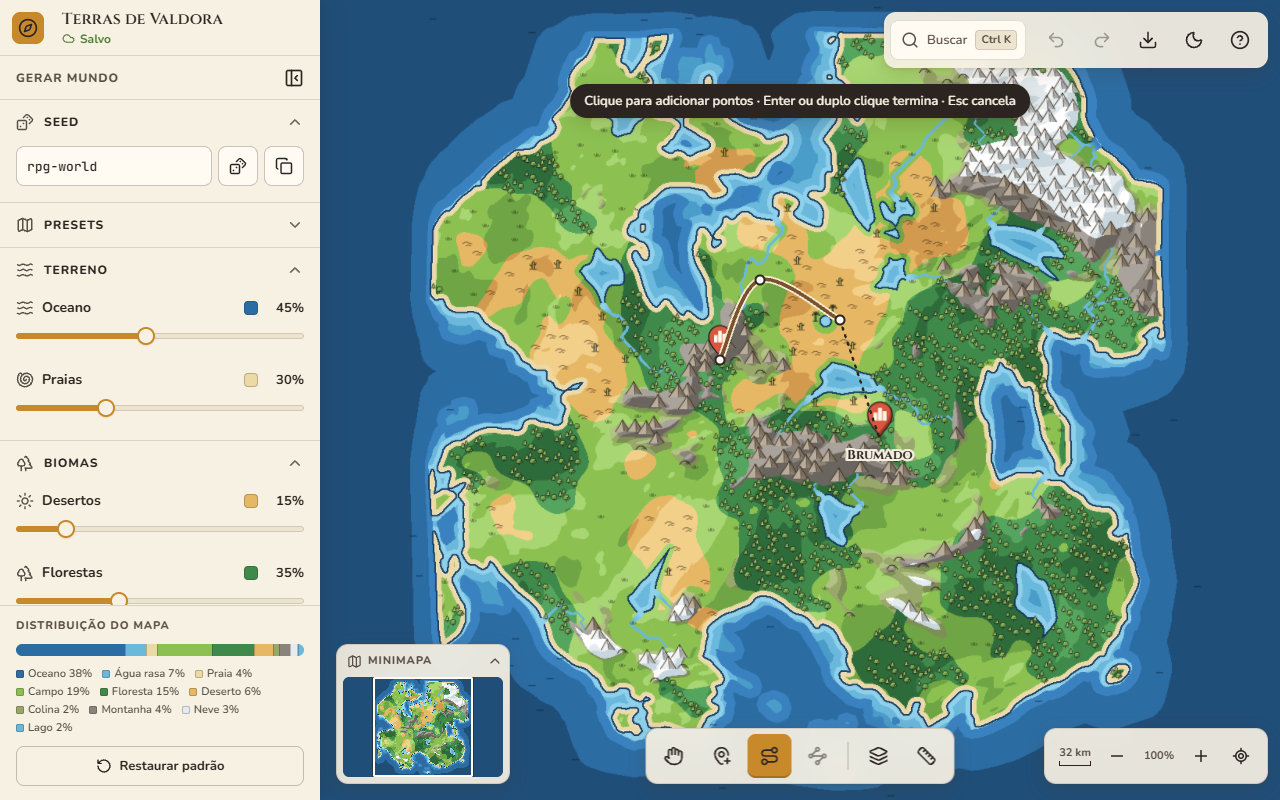 Terras de Valdora
Salvo
GERAR MUNDO
SEED
rpg-world
PRESETS
TERRENO
Oceano 45%
Praias 30%
BIOMAS
Desertos 15%
Florestas 35%
DISTRIBUIÇÃO DO MAPA
Oceano 38% Água rasa 7% Praia 4%
Campo 19% Floresta 15% Deserto 6%
Colina 2% Montanha 4% Neve 3%
Lago 2%
Restaurar padrão
Buscar Ctrl K
Clique para adicionar pontos · Enter ou duplo clique termina · Esc cancela
Brumado
MINIMAPA
32 km
100%